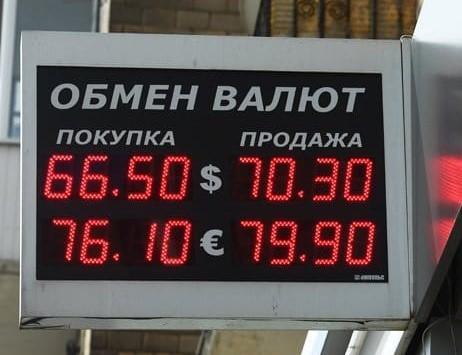 ОБМЕН ВАЛЮТ
ПОКУПКА ПРОДАЖА
66.50 $ 70.30
76.10 € 79.90